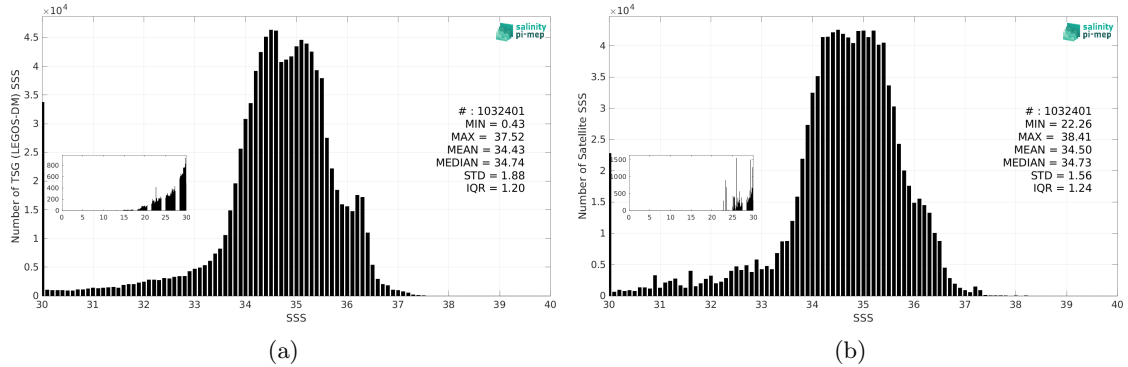 ×10⁴
4.5
4
3.5
3
2.5
2
1.5
1
0.5
0
Number of TSG (LEGOS-DM) SSS
salinity
pi-mep
# : 1032401
MIN = 0.43
MAX = 37.52
MEAN = 34.43
MEDIAN = 34.74
STD = 1.88
IQR = 1.20
800
600
400
200
0
0 5 10 15 20 25 30
30 32 33 34 35 36 37 38 39 40
SSS
(a)
×10⁴
4
3.5
3
2.5
2
1.5
1
0.5
0
Number of Satellite SSS
salinity
pi-mep
# : 1032401
MIN = 22.26
MAX = 38.41
MEAN = 34.50
MEDIAN = 34.73
STD = 1.56
IQR = 1.24
1500
1000
500
0
0 5 10 15 20 25 30
30 31 32 33 34 35 36 37 38 39 40
SSS
(b)